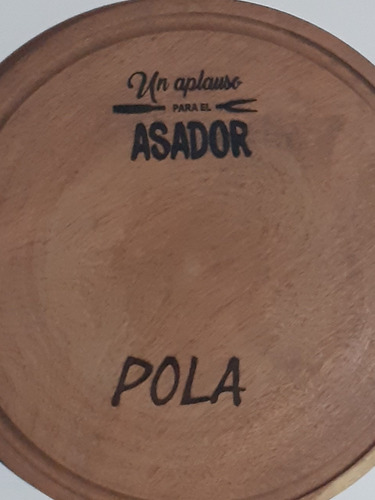 Un aplauso
PARA EL
ASADOR
POLA